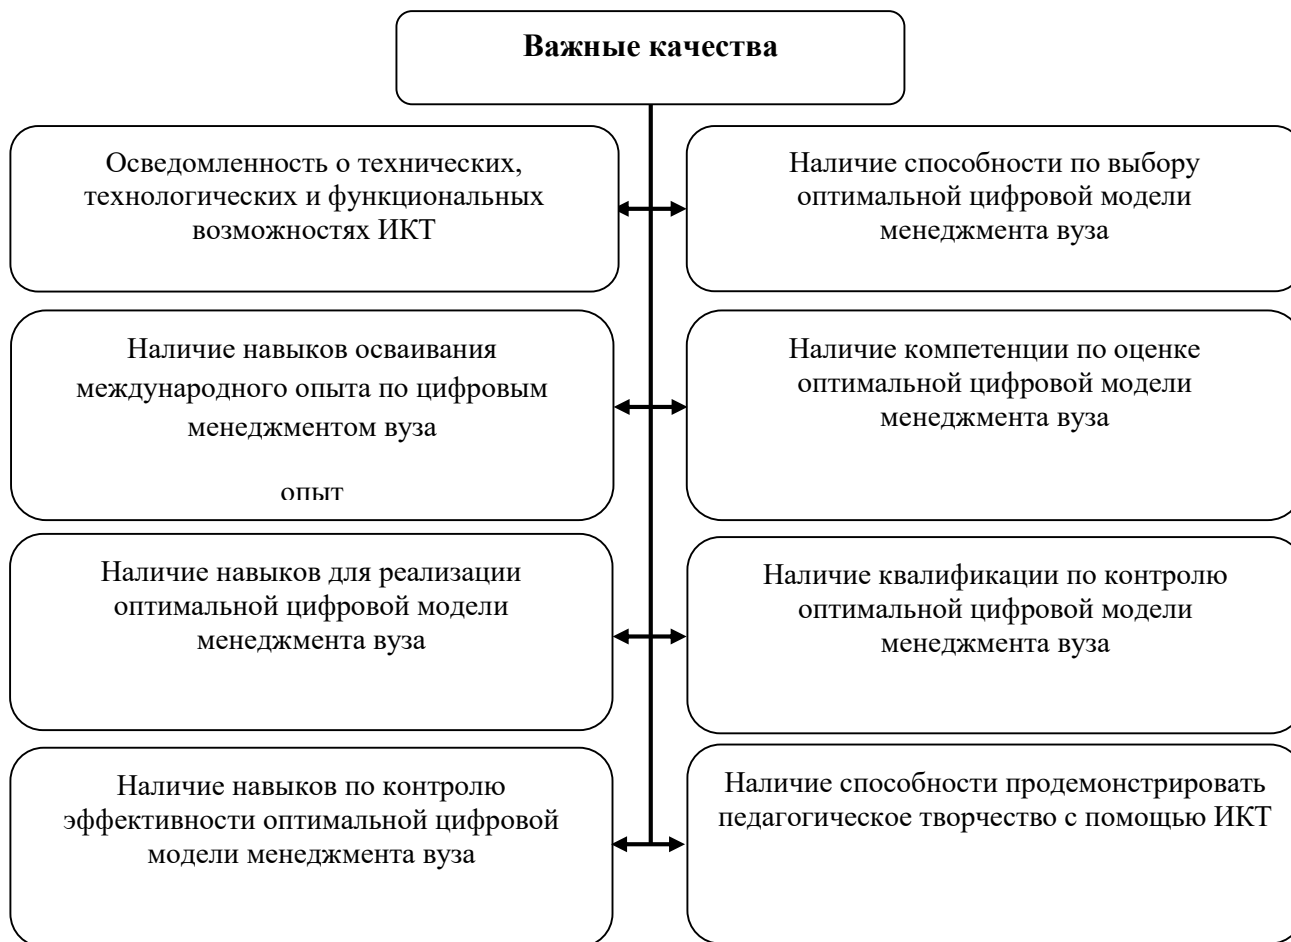 Важные качества
Осведомленность о технических,
технологических и функциональных
возможностях ИКТ
Наличие способности по выбору
оптимальной цифровой модели
менеджмента вуза
Наличие навыков осваивания
международного опыта по цифровым
менеджментом вуза
опыт
Наличие компетенции по оценке
оптимальной цифровой модели
менеджмента вуза
Наличие навыков для реализации
оптимальной цифровой модели
менеджмента вуза
Наличие квалификации по контролю
оптимальной цифровой модели
менеджмента вуза
Наличие навыков по контролю
эффективности оптимальной цифровой
модели менеджмента вуза
Наличие способности продемонстрировать
педагогическое творчество с помощью ИКТ